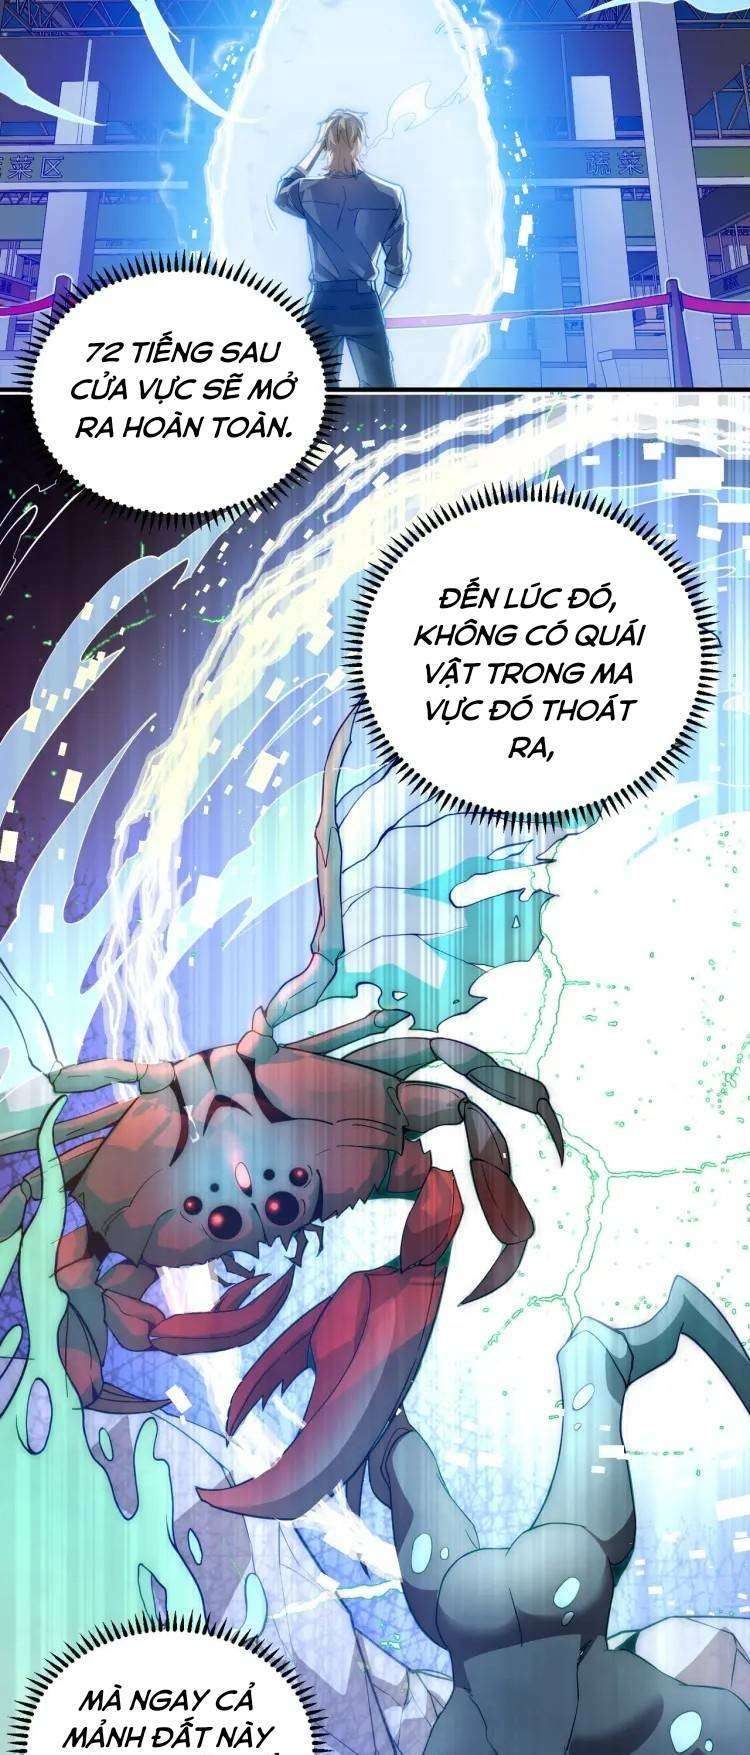 菜区
蔬菜
72 TIẾNG SAU
CỬA VỰC SẼ MỞ
RA HOÀN TOÀN.
ĐẾN LÚC ĐÓ,
KHÔNG CÓ QUÁI
VẬT TRONG MA
VỰC ĐÓ THOÁT
RA,
MÀ NGAY CẢ
MẢNH ĐẤT NÀY